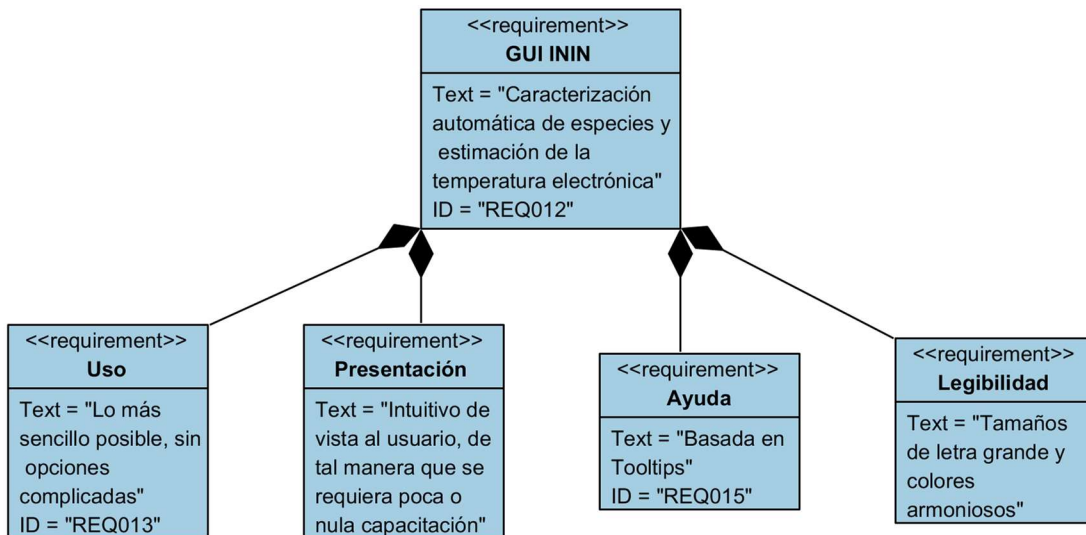 <<requirement>>
GUI ININ
Text = "Caracterización
automática de especies y
estimación de la
temperatura electrónica"
ID = "REQ012"
<<requirement>>
Uso
Text = "Lo más
sencillo posible, sin
opciones
complicadas"
ID = "REQ013"
<<requirement>>
Presentación
Text = "Intuitivo de
vista al usuario, de
tal manera que se
requiera poca o
nula capacitación"
<<requirement>>
Ayuda
Text = "Basada en
Tooltips"
ID = "REQ015"
<<requirement>>
Legibilidad
Text = "Tamaños
de letra grande y
colores
armoniosos"